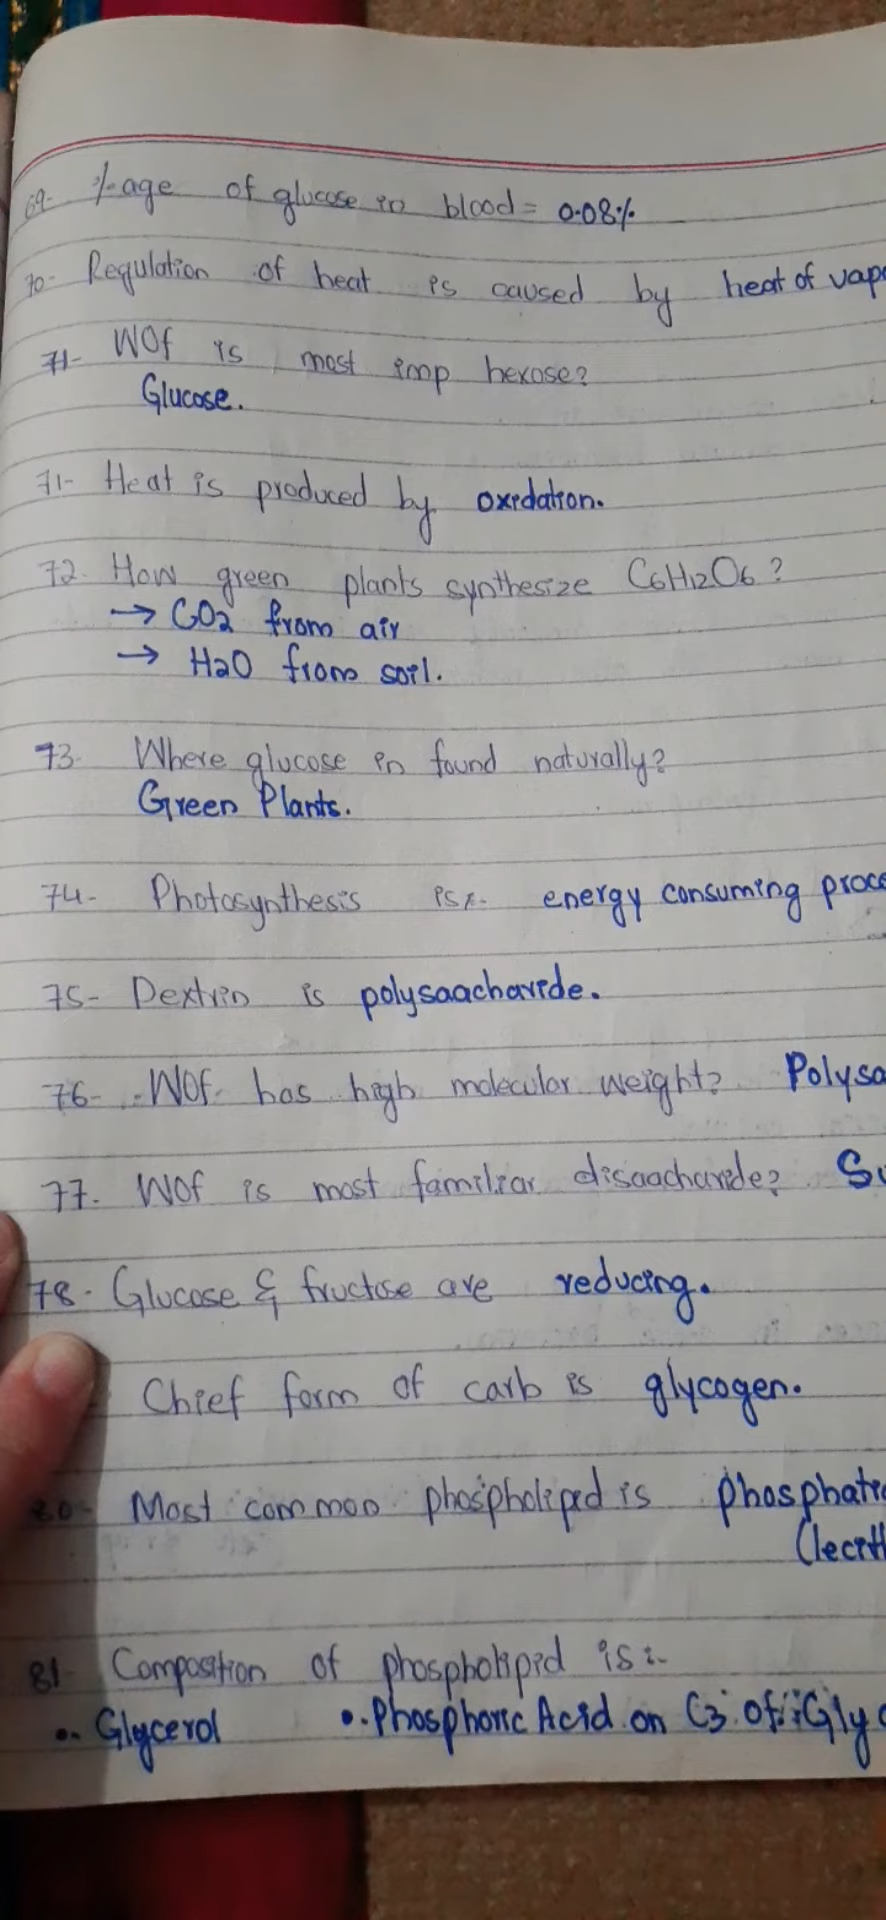 69- %age of glucose in blood = 0.08%
70- Regulation of heat is caused by heat of vap
71- WOf is most imp hexose?
Glucose.
71- Heat is produced by oxidation.
72. How green plants synthesize C6H12O6?
→ CO2 from air
→ H2O from soil.
73. Where glucose in found naturally?
Green Plants.
74- Photosynthesis is:- energy consuming proce
75- Dextrin is polysaacharide.
76- WOf has high molecular weight? Polysa
77. WOf is most familiar disaacharide? Su
78. Glucose & fructose are reducing.
Chief form of carb is glycogen.
80- Most common phospholipid is phosphati
(lecith
81- Composition of phospholipid is:-
• Glycerol • Phosphoric Acid on C3 of Gly